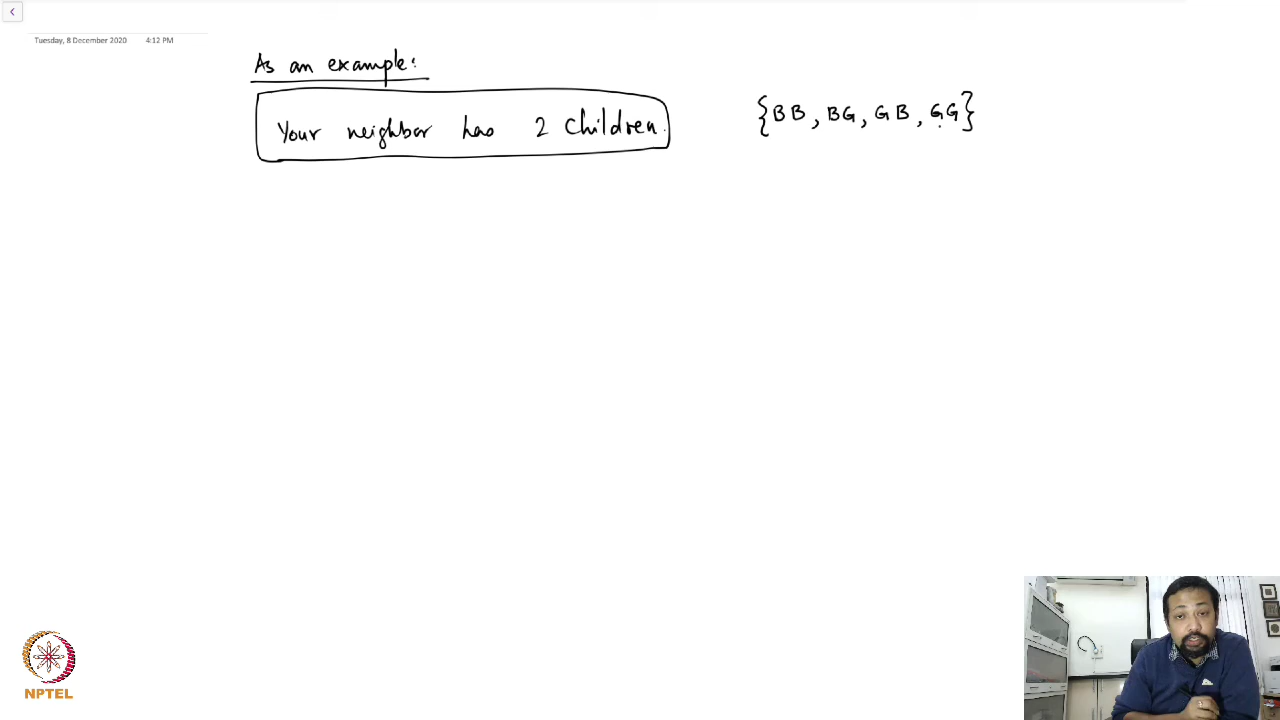 Tuesday, 8 December 2020 4:12 PM
As an example:
Your neighbor has 2 children.
{BB, BG, GB, GG}
NPTEL